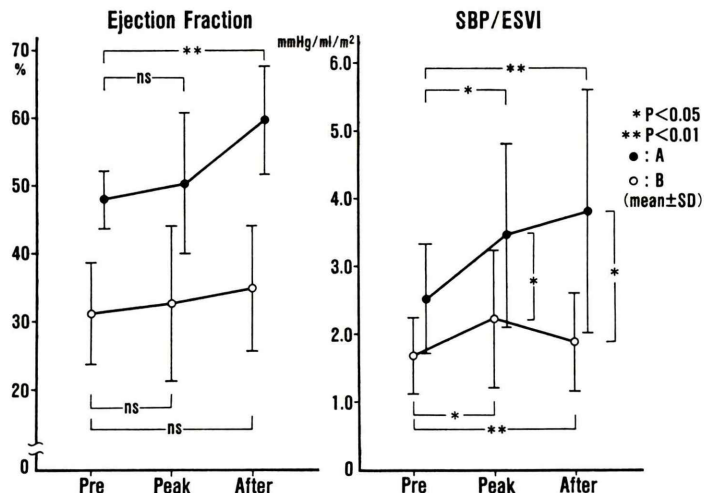 Ejection Fraction
70
%
60
50
40
30
20
0
**
ns
ns
ns
Pre Peak After
SBP/ESVI
mmHg/ml/m²
6.0
5.0
4.0
3.0
2.0
1.0
0
**
*
*
*
*
**
Pre Peak After
* P<0.05
** P<0.01
● : A
○ : B
(mean±SD)